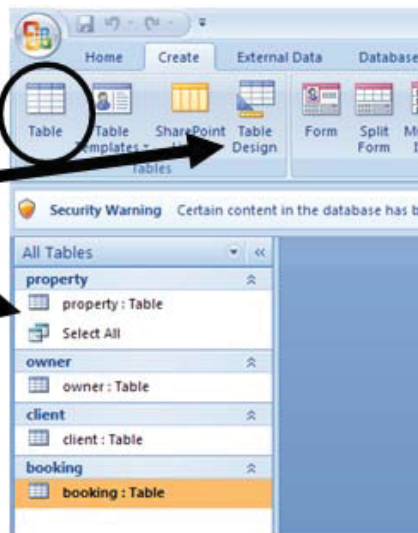 Home Create External Data Database
Table Table Templates SharePoint Table Design Form Split Form
Tables
Security Warning Certain content in the database has b
All Tables
property
property : Table
Select All
owner
owner : Table
client
client : Table
booking
booking : Table